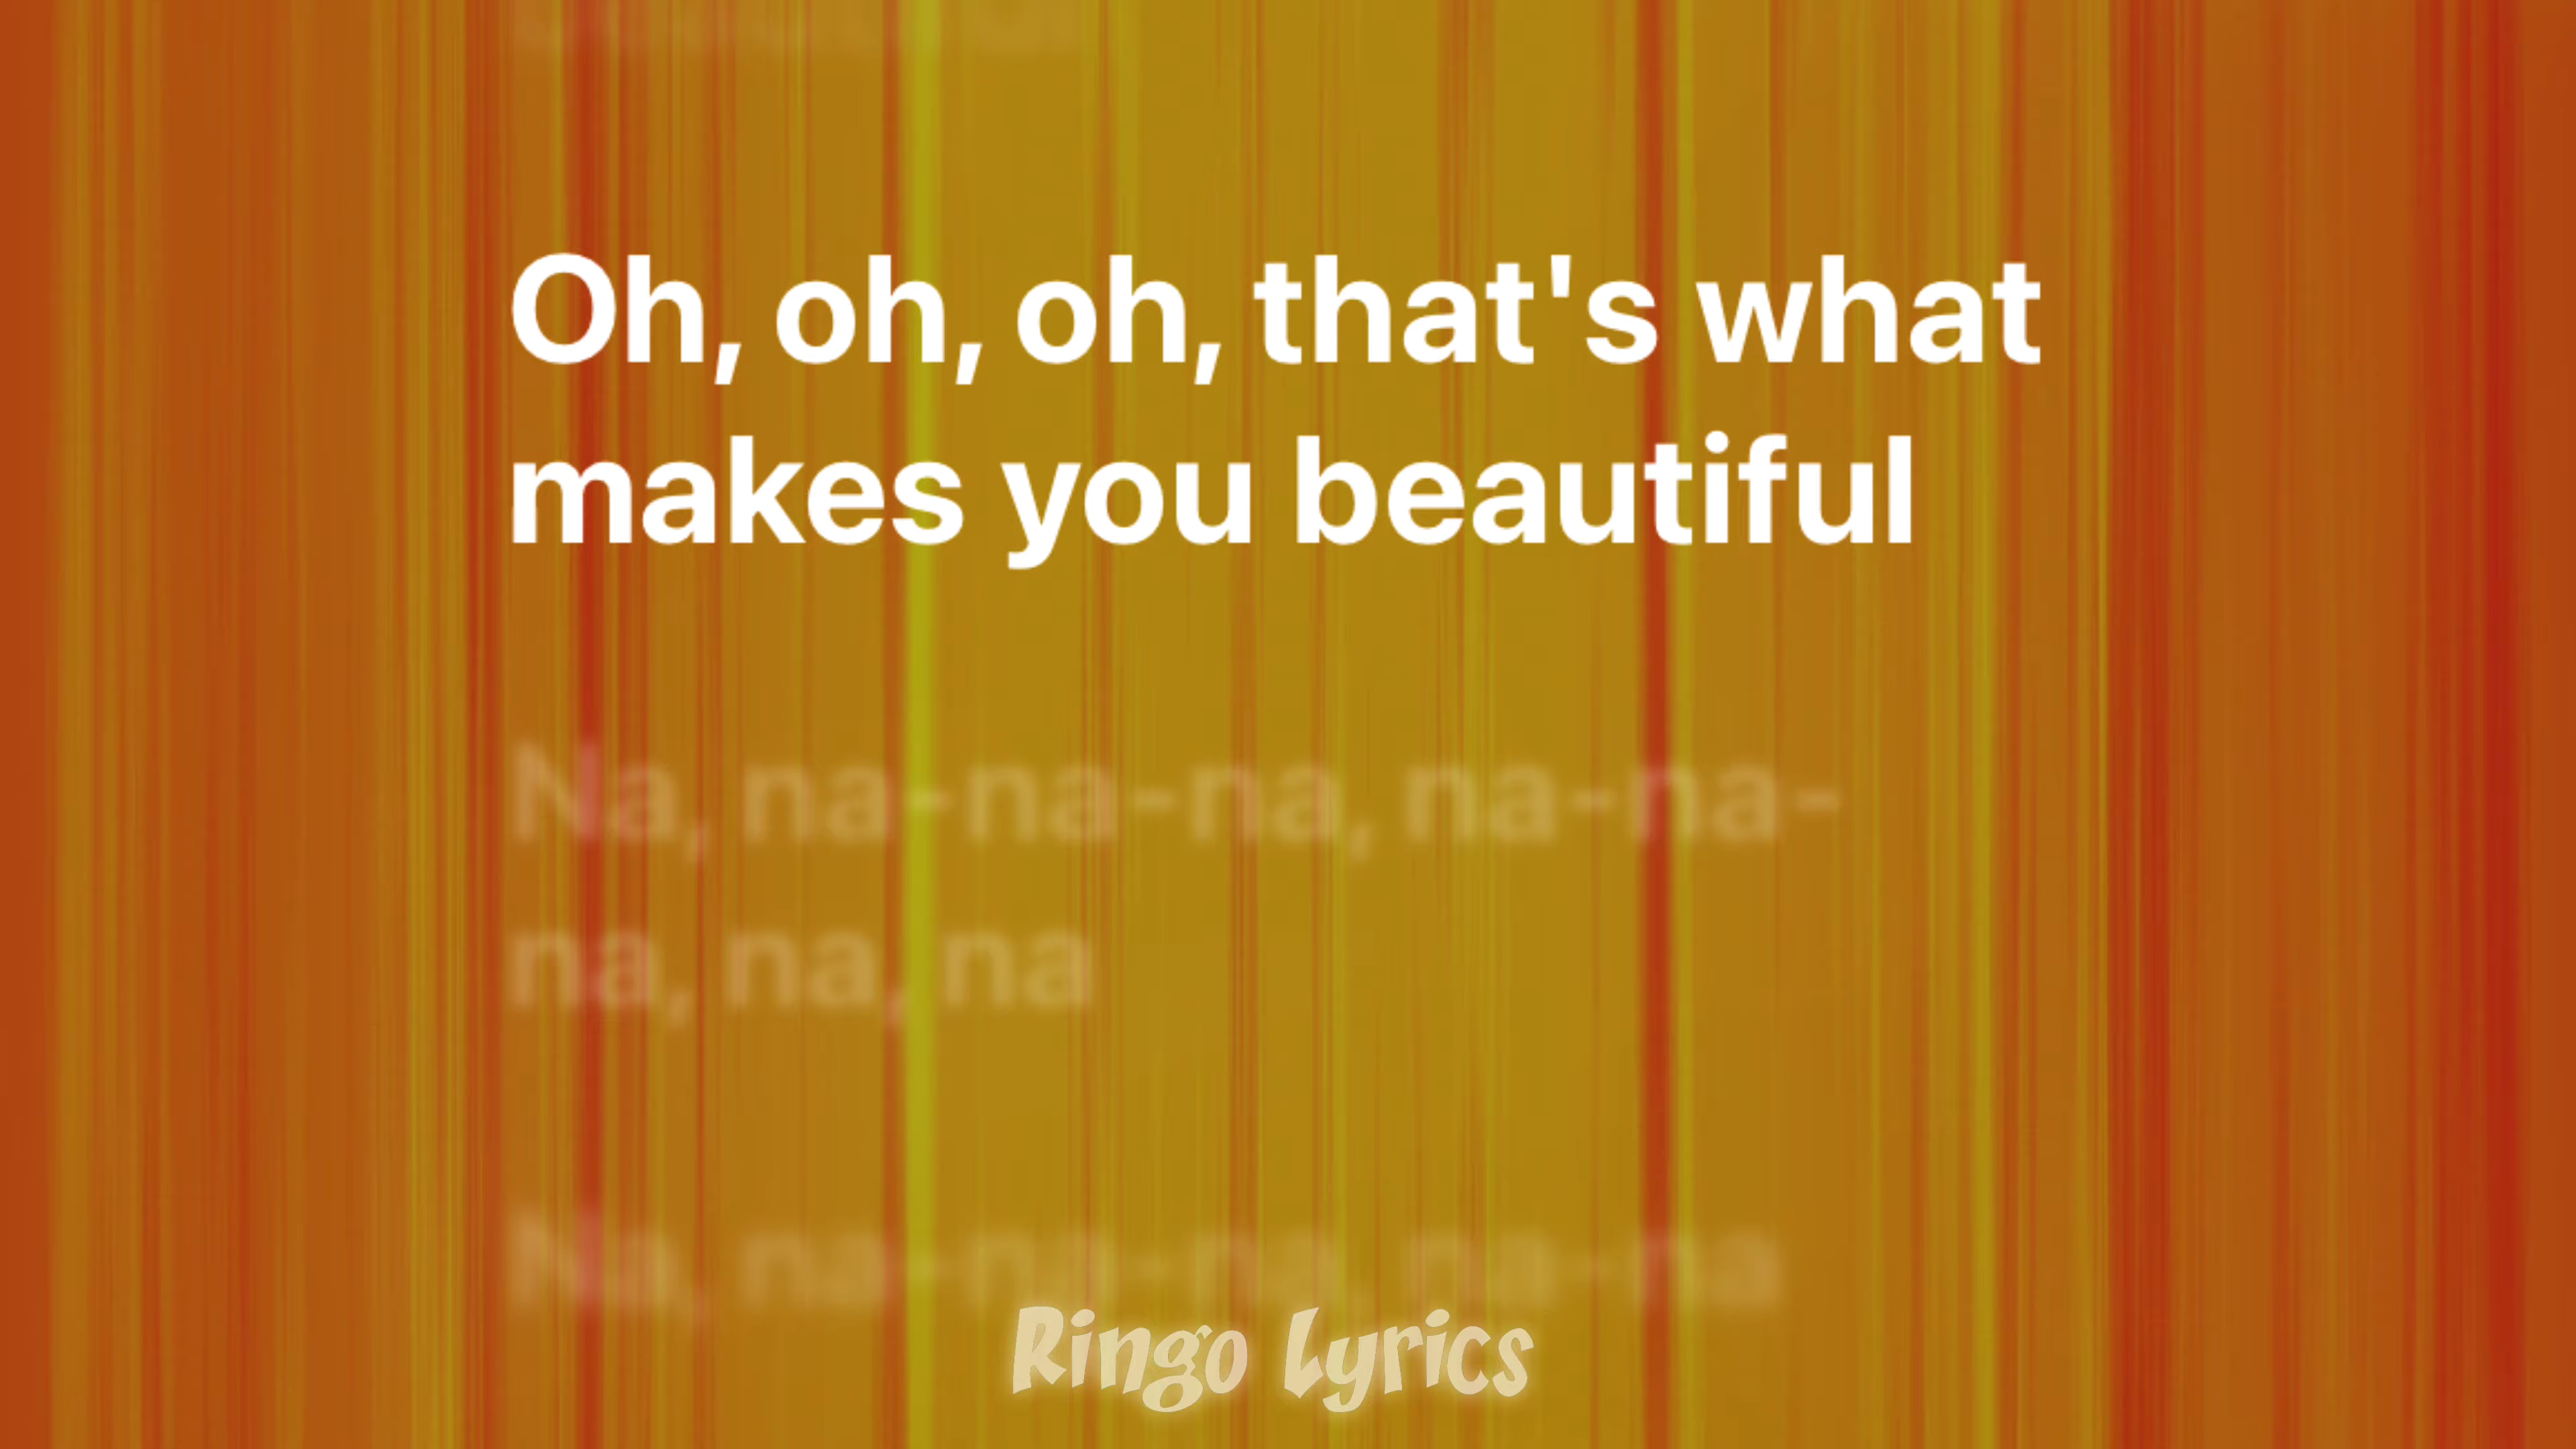 Oh, oh, oh, that's what
makes you beautiful
Na, na-na-na, na-na-
na, na, na
Na, na-na-na, na-na
Ringo Lyrics